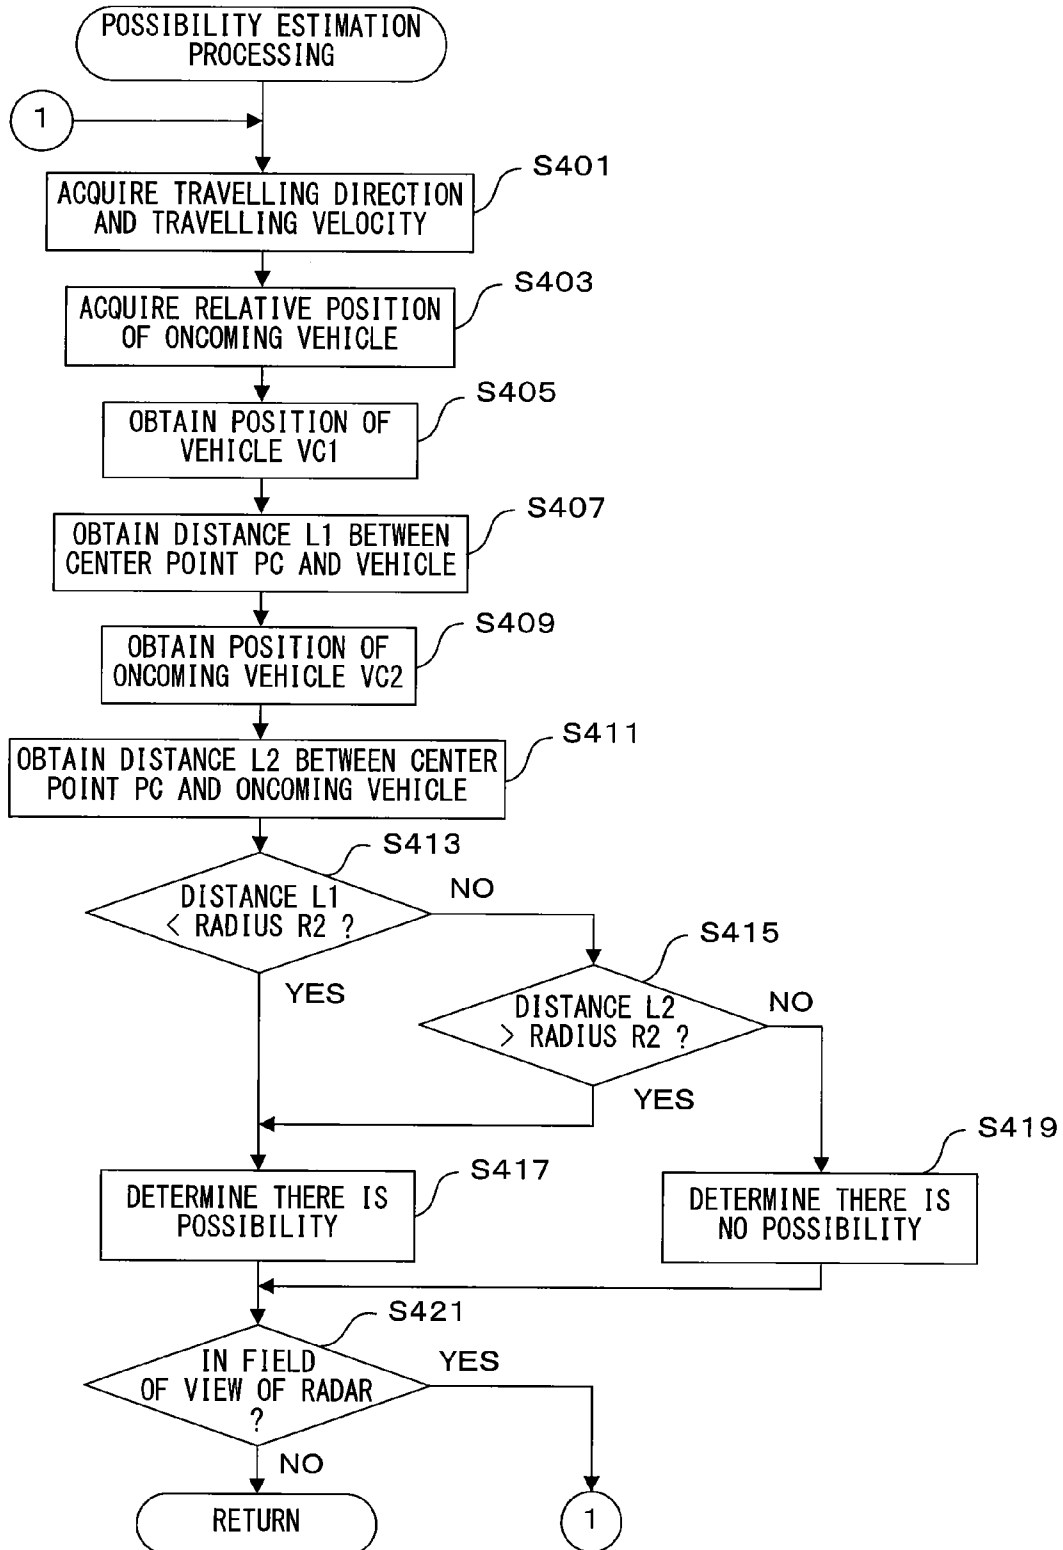 POSSIBILITY ESTIMATION
PROCESSING
1
S401
ACQUIRE TRAVELLING DIRECTION
AND TRAVELLING VELOCITY
S403
ACQUIRE RELATIVE POSITION
OF ONCOMING VEHICLE
S405
OBTAIN POSITION OF
VEHICLE VC1
S407
OBTAIN DISTANCE L1 BETWEEN
CENTER POINT PC AND VEHICLE
S409
OBTAIN POSITION OF
ONCOMING VEHICLE VC2
S411
OBTAIN DISTANCE L2 BETWEEN CENTER
POINT PC AND ONCOMING VEHICLE
S413
DISTANCE L1
< RADIUS R2 ?
NO
YES
S415
DISTANCE L2
> RADIUS R2 ?
NO
YES
S417
DETERMINE THERE IS
POSSIBILITY
S419
DETERMINE THERE IS
NO POSSIBILITY
S421
IN FIELD
OF VIEW OF RADAR
?
YES
NO
RETURN
1